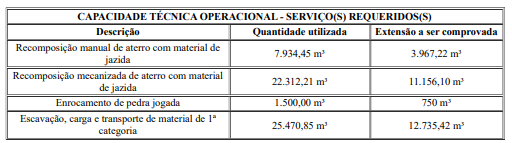 CAPACIDADE TÉCNICA OPERACIONAL - SERVIÇO(S) REQUERIDOS(S)
Descrição Quantidade utilizada Extensão a ser comprovada
Recomposição manual de aterro com material de
jazida 7.934,45 m³ 3.967,22 m³
Recomposição mecanizada de aterro com material
de jazida 22.312,21 m³ 11.156,10 m³
Enrocamento de pedra jogada 1.500,00 m³ 750 m³
Escavação, carga e transporte de material de 1ª
categoria 25.470,85 m³ 12.735,42 m³